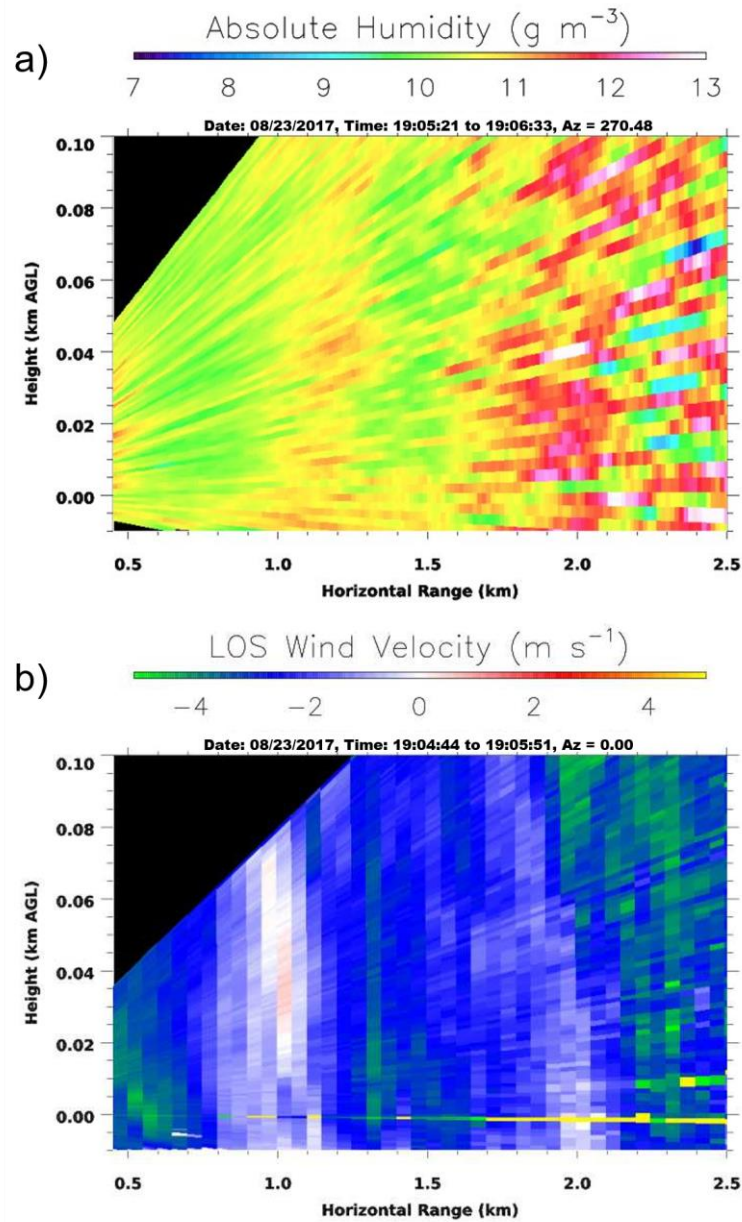 a)
Absolute Humidity (g m⁻³)
7 8 9 10 11 12 13
Date: 08/23/2017, Time: 19:05:21 to 19:06:33, Az = 270.48
Height (km AGL)
0.10
0.08
0.06
0.04
0.02
0.00
0.5 1.0 1.5 2.0 2.5
Horizontal Range (km)
b)
LOS Wind Velocity (m s⁻¹)
−4 −2 0 2 4
Date: 08/23/2017, Time: 19:04:44 to 19:05:51, Az = 0.00
Height (km AGL)
0.10
0.08
0.06
0.04
0.02
0.00
0.5 1.0 1.5 2.0 2.5
Horizontal Range (km)